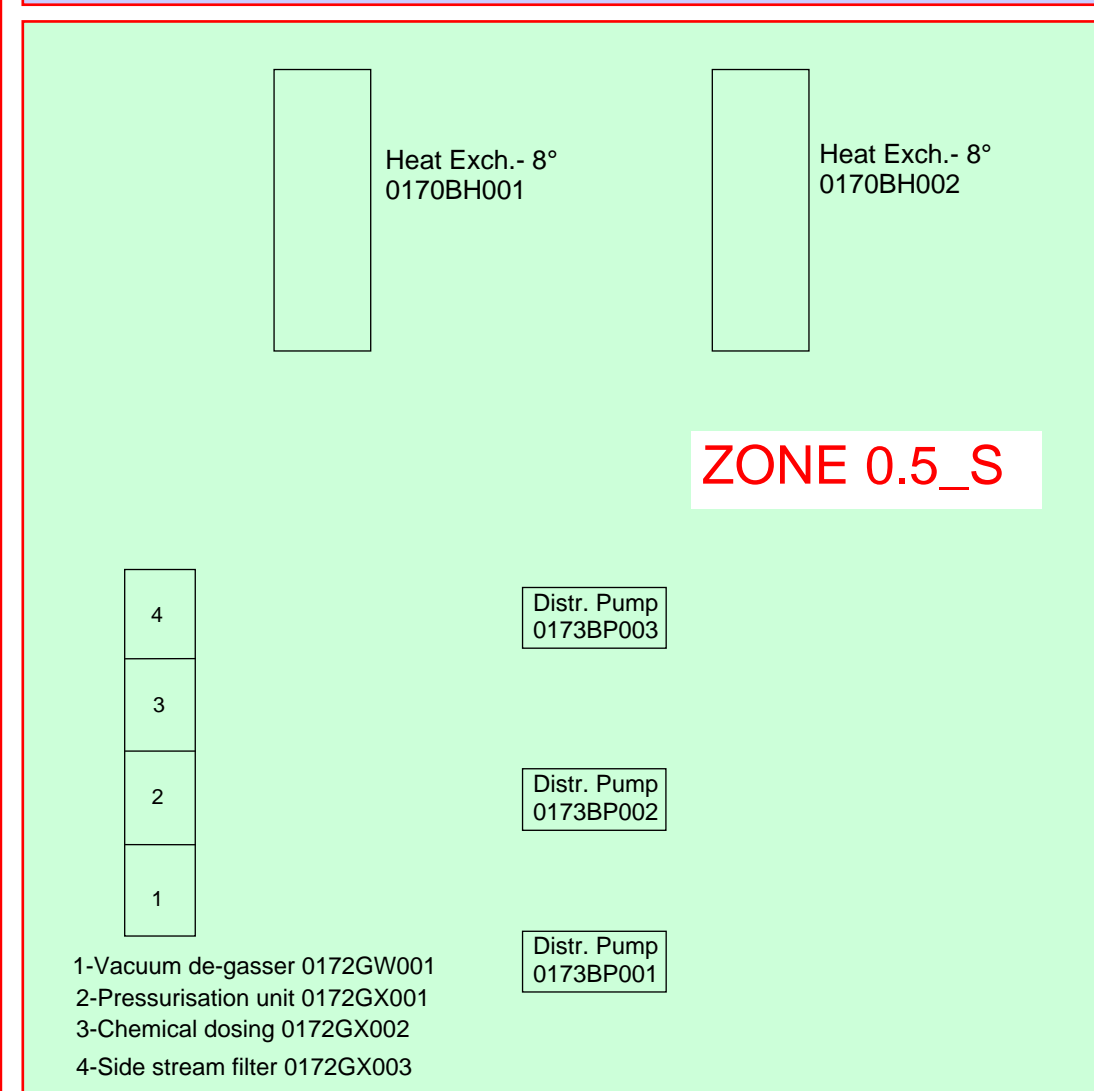 Heat Exch.- 8°
0170BH001
Heat Exch.- 8°
0170BH002
ZONE 0.5_S
4
3
2
1
Distr. Pump
0173BP003
Distr. Pump
0173BP002
Distr. Pump
0173BP001
1-Vacuum de-gasser 0172GW001
2-Pressurisation unit 0172GX001
3-Chemical dosing 0172GX002
4-Side stream filter 0172GX003